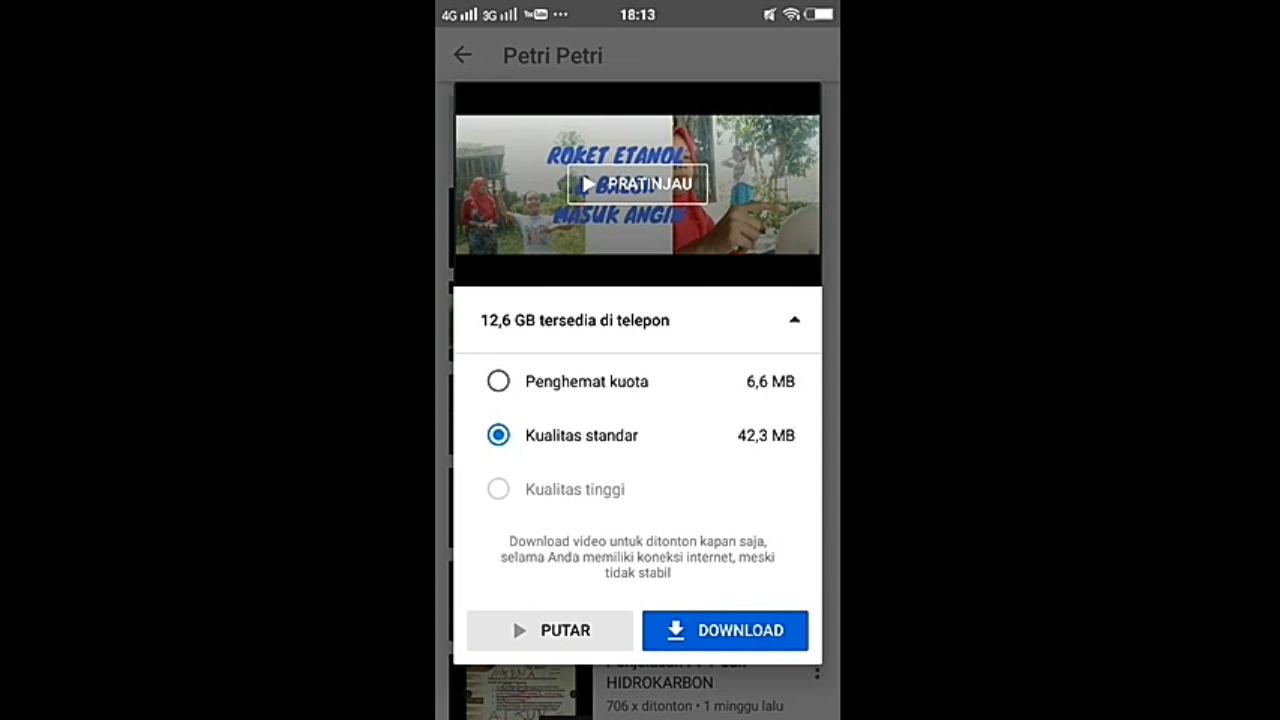 4G 3G YouTube ... 18:13
Petri Petri
ROKET ETANOL
& BALON
PRATINJAU
MASUK ANGIN
12,6 GB tersedia di telepon
Penghemat kuota 6,6 MB
Kualitas standar 42,3 MB
Kualitas tinggi
Download video untuk ditonton kapan saja,
selama Anda memiliki koneksi internet, meski
tidak stabil
PUTAR DOWNLOAD
HIDROKARBON
706 x ditonton • 1 minggu lalu